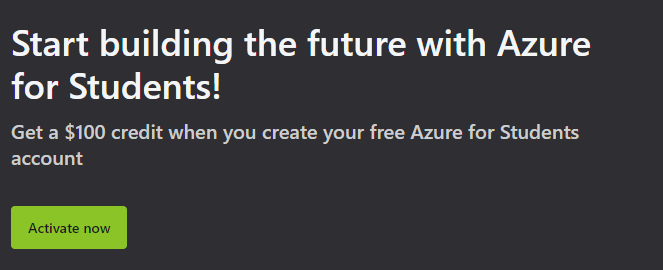 Start building the future with Azure
for Students!
Get a $100 credit when you create your free Azure for Students
account
Activate now